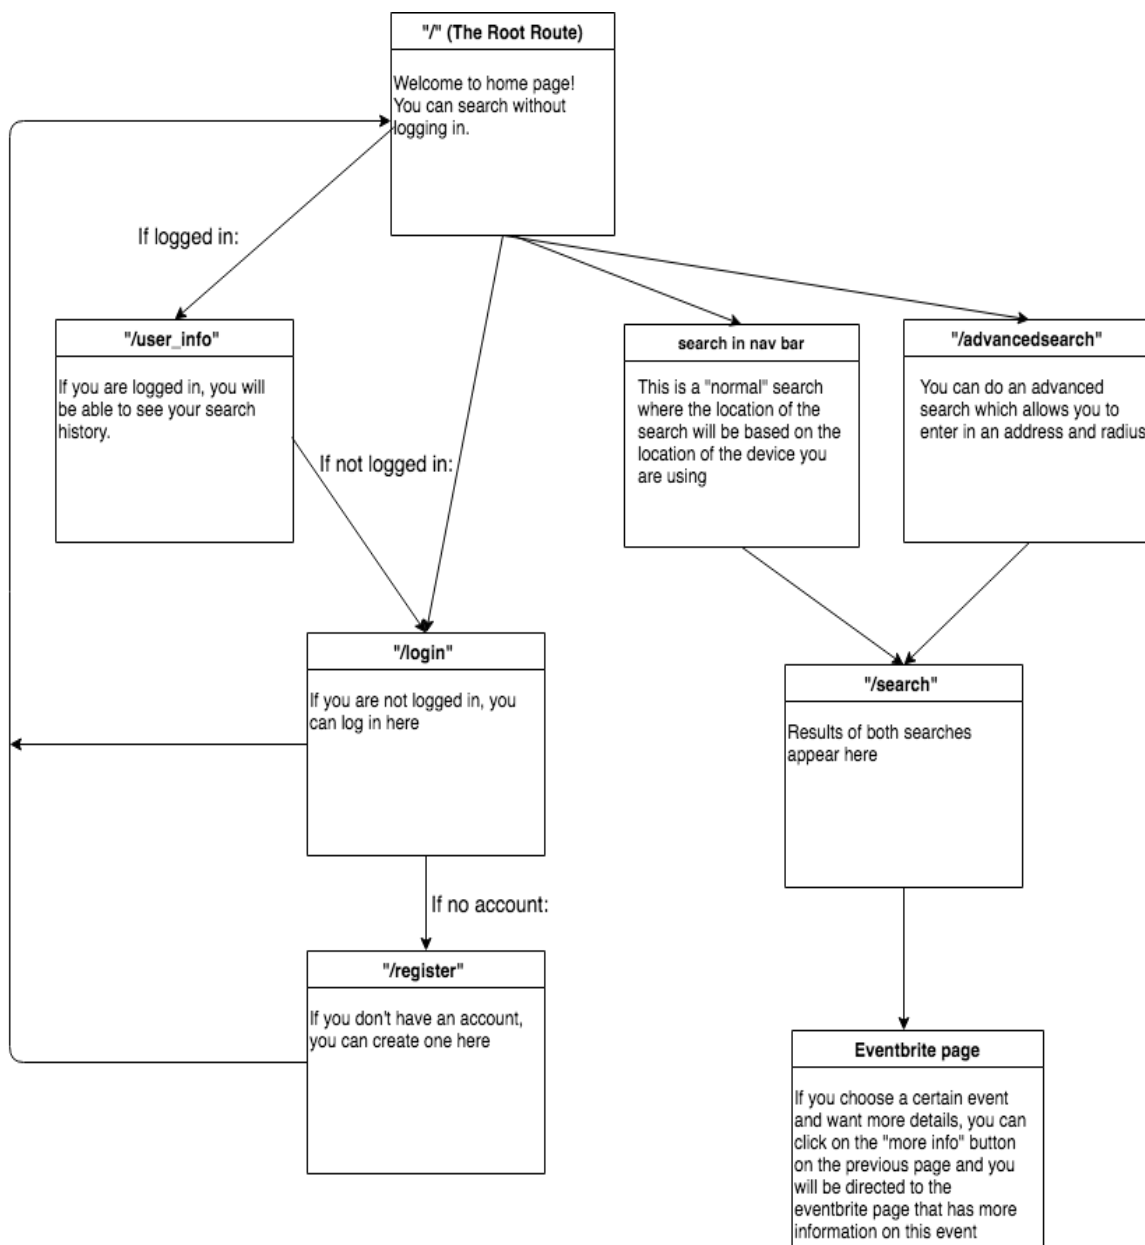 "/" (The Root Route)
Welcome to home page!
You can search without
logging in.
If logged in:
"/user_info"
If you are logged in, you will
be able to see your search
history.
If not logged in:
search in nav bar
This is a "normal" search
where the location of the
search will be based on the
location of the device you
are using
"/advancedsearch"
You can do an advanced
search which allows you to
enter in an address and radius
"/login"
If you are not logged in, you
can log in here
"/search"
Results of both searches
appear here
If no account:
"/register"
If you don't have an account,
you can create one here
Eventbrite page
If you choose a certain event
and want more details, you can
click on the "more info" button
on the previous page and you
will be directed to the
eventbrite page that has more
information on this event